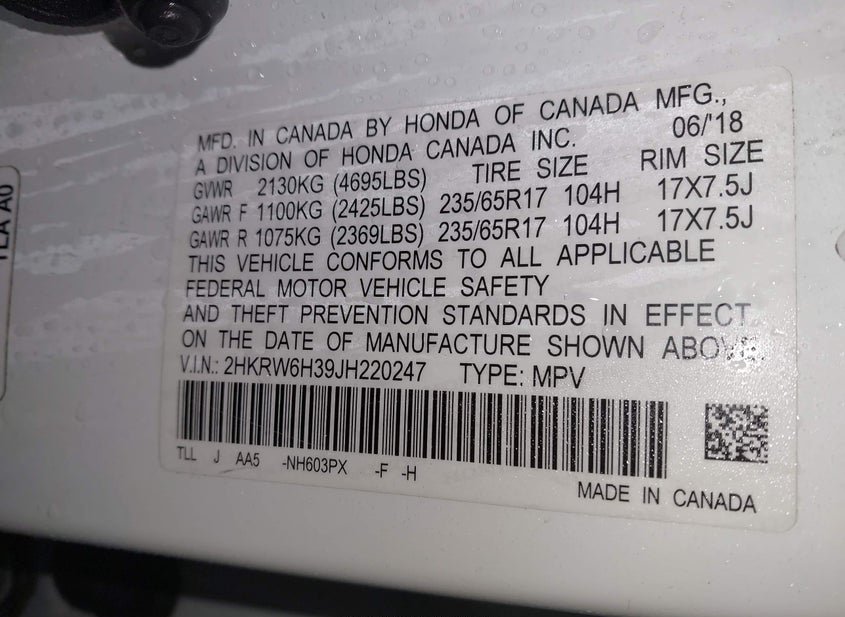 MFD. IN CANADA BY HONDA OF CANADA MFG.,
A DIVISION OF HONDA CANADA INC. 06/'18
GVWR 2130KG (4695LBS) TIRE SIZE RIM SIZE
GAWR F 1100KG (2425LBS) 235/65R17 104H 17X7.5J
GAWR R 1075KG (2369LBS) 235/65R17 104H 17X7.5J
THIS VEHICLE CONFORMS TO ALL APPLICABLE
FEDERAL MOTOR VEHICLE SAFETY
AND THEFT PREVENTION STANDARDS IN EFFECT
ON THE DATE OF MANUFACTURE SHOWN ABOVE.
V.I.N.: 2HKRW6H39JH220247 TYPE: MPV
TLL J AA5 -NH603PX -F -H
MADE IN CANADA